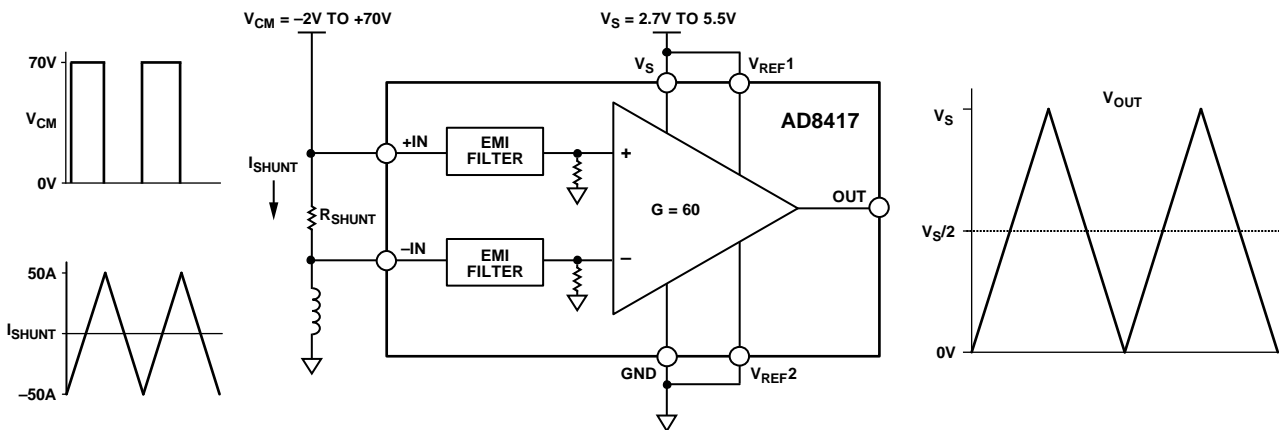 V_CM = –2V TO +70V
V_S = 2.7V TO 5.5V
70V
V_CM
0V
V_S
V_REF1
AD8417
+IN
EMI
FILTER
+
I_SHUNT
R_SHUNT
G = 60
OUT
–IN
EMI
FILTER
–
50A
I_SHUNT
–50A
GND
V_REF2
V_OUT
V_S
V_S/2
0V